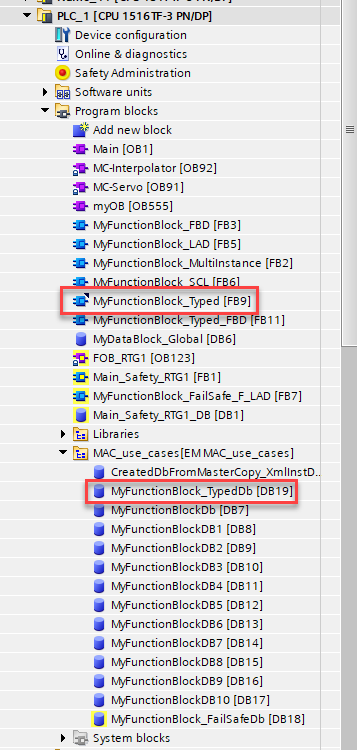 PLC_1 [CPU 1516TF-3 PN/DP]
Device configuration
Online & diagnostics
Safety Administration
Software units
Program blocks
Add new block
Main [OB1]
MC-Interpolator [OB92]
MC-Servo [OB91]
myOB [OB555]
MyFunctionBlock_FBD [FB3]
MyFunctionBlock_LAD [FB5]
MyFunctionBlock_MultiInstance [FB2]
MyFunctionBlock_SCL [FB6]
MyFunctionBlock_Typed [FB9]
MyFunctionBlock_Typed_FBD [FB11]
MyDataBlock_Global [DB6]
FOB_RTG1 [OB123]
Main_Safety_RTG1 [FB1]
MyFunctionBlock_FailSafe_F_LAD [FB7]
Main_Safety_RTG1_DB [DB1]
Libraries
MAC_use_cases[EM MAC_use_cases]
CreatedDbFromMasterCopy_XmlInstD...
MyFunctionBlock_TypedDb [DB19]
MyFunctionBlockDb [DB7]
MyFunctionBlockDB1 [DB8]
MyFunctionBlockDB2 [DB9]
MyFunctionBlockDB3 [DB10]
MyFunctionBlockDB4 [DB11]
MyFunctionBlockDB5 [DB12]
MyFunctionBlockDB6 [DB13]
MyFunctionBlockDB7 [DB14]
MyFunctionBlockDB8 [DB15]
MyFunctionBlockDB9 [DB16]
MyFunctionBlockDB10 [DB17]
MyFunctionBlock_FailSafeDb [DB18]
System blocks